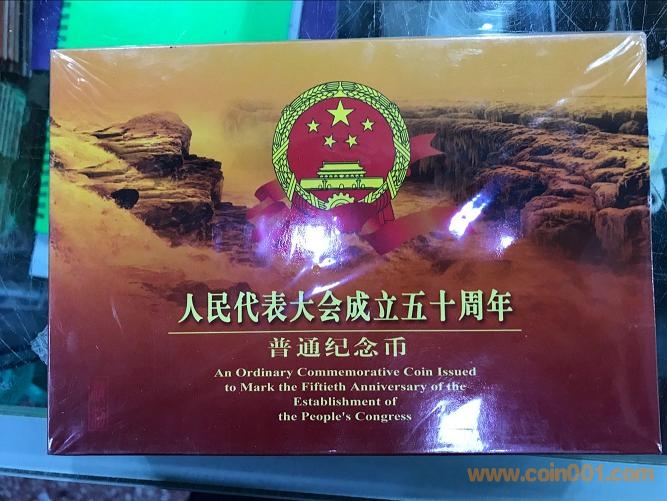 人民代表大会成立五十周年
普通纪念币
An Ordinary Commemorative Coin Issued
to Mark the Fiftieth Anniversary of the
Establishment of
the People's Congress
www.coin001.com